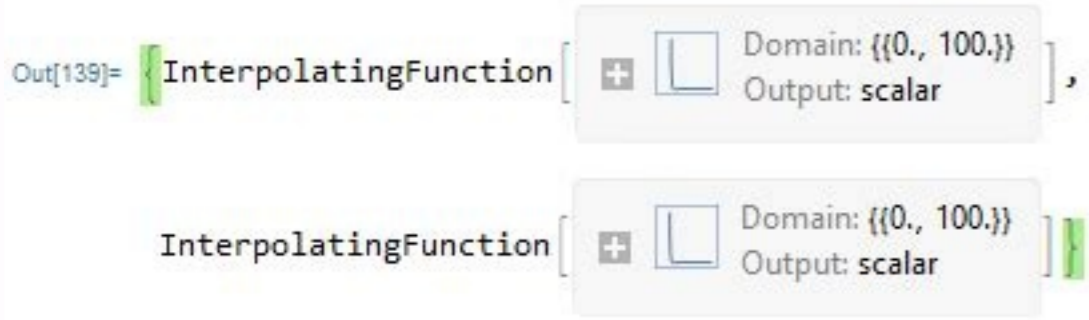 Out[139]= {InterpolatingFunction[ + Domain: {{0., 100.}}
Output: scalar ],
InterpolatingFunction[ + Domain: {{0., 100.}}
Output: scalar ]}